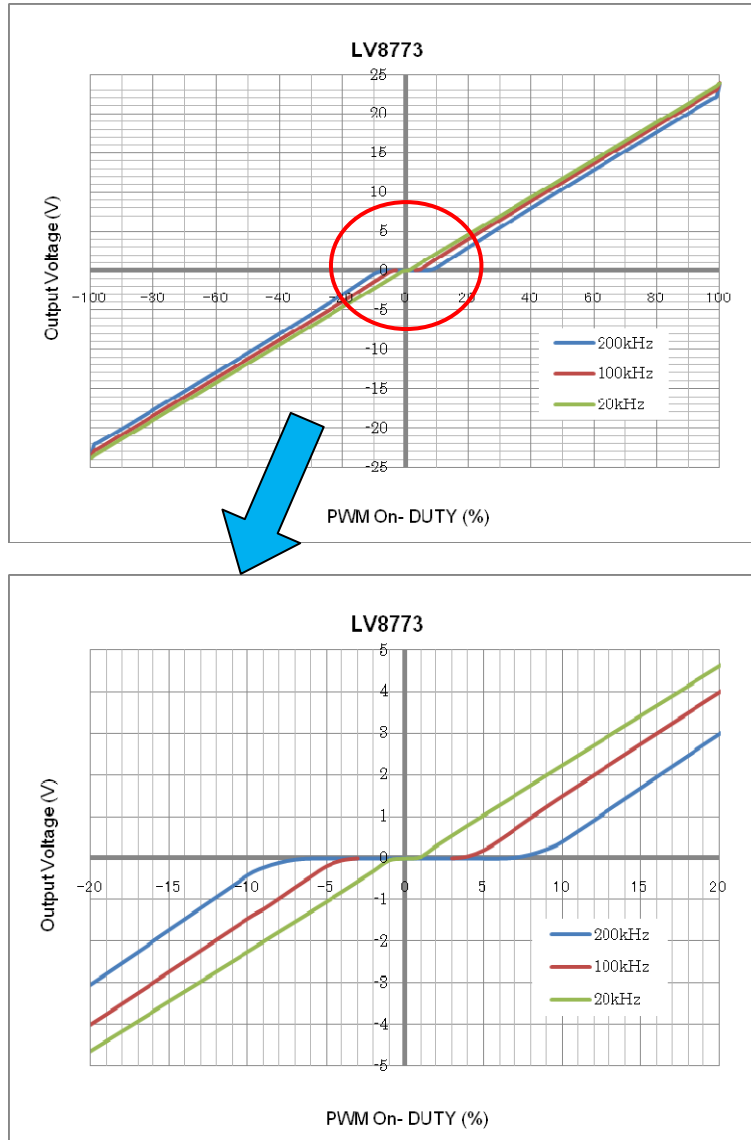 LV8773
25
20
15
10
5
0
-100 -80 -60 -40 -20 0 20 40 60 80 100
-5
-10
-15
-20
-25
Output Voltage (V)
200kHz
100kHz
20kHz
PWM On- DUTY (%)
LV8773
5
4
3
2
1
0
-20 -15 -10 -5 0 5 10 15 20
-1
-2
-3
-4
-5
Output Voltage (V)
200kHz
100kHz
20kHz
PWM On- DUTY (%)